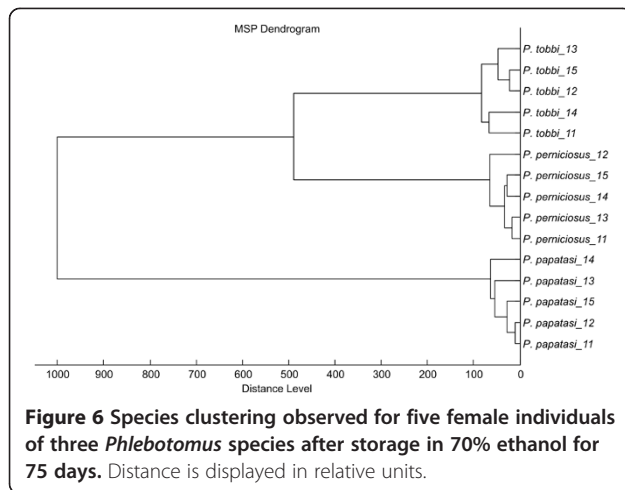 MSP Dendrogram
P. tobbi_13
P. tobbi_15
P. tobbi_12
P. tobbi_14
P. tobbi_11
P. perniciosus_12
P. perniciosus_15
P. perniciosus_14
P. perniciosus_13
P. perniciosus_11
P. papatasi_14
P. papatasi_13
P. papatasi_15
P. papatasi_12
P. papatasi_11
1000 900 800 700 600 500 400 300 200 100 0
Distance Level
Figure 6 Species clustering observed for five female individuals
of three Phlebotomus species after storage in 70% ethanol for
75 days. Distance is displayed in relative units.